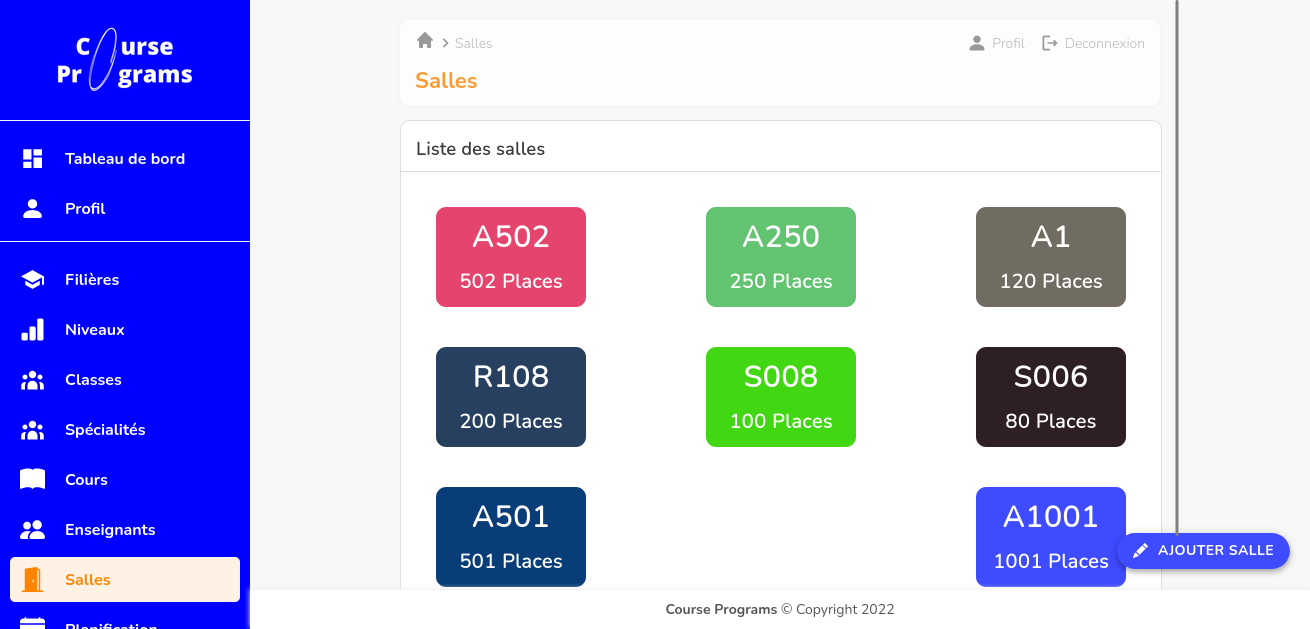 Course
Programs
Tableau de bord
Profil
Filières
Niveaux
Classes
Spécialités
Cours
Enseignants
Salles
Planification
Salles
Profil
Deconnexion
Salles
Liste des salles
A502
502 Places
A250
250 Places
A1
120 Places
R108
200 Places
S008
100 Places
S006
80 Places
A501
501 Places
A1001
1001 Places
AJOUTER SALLE
Course Programs © Copyright 2022